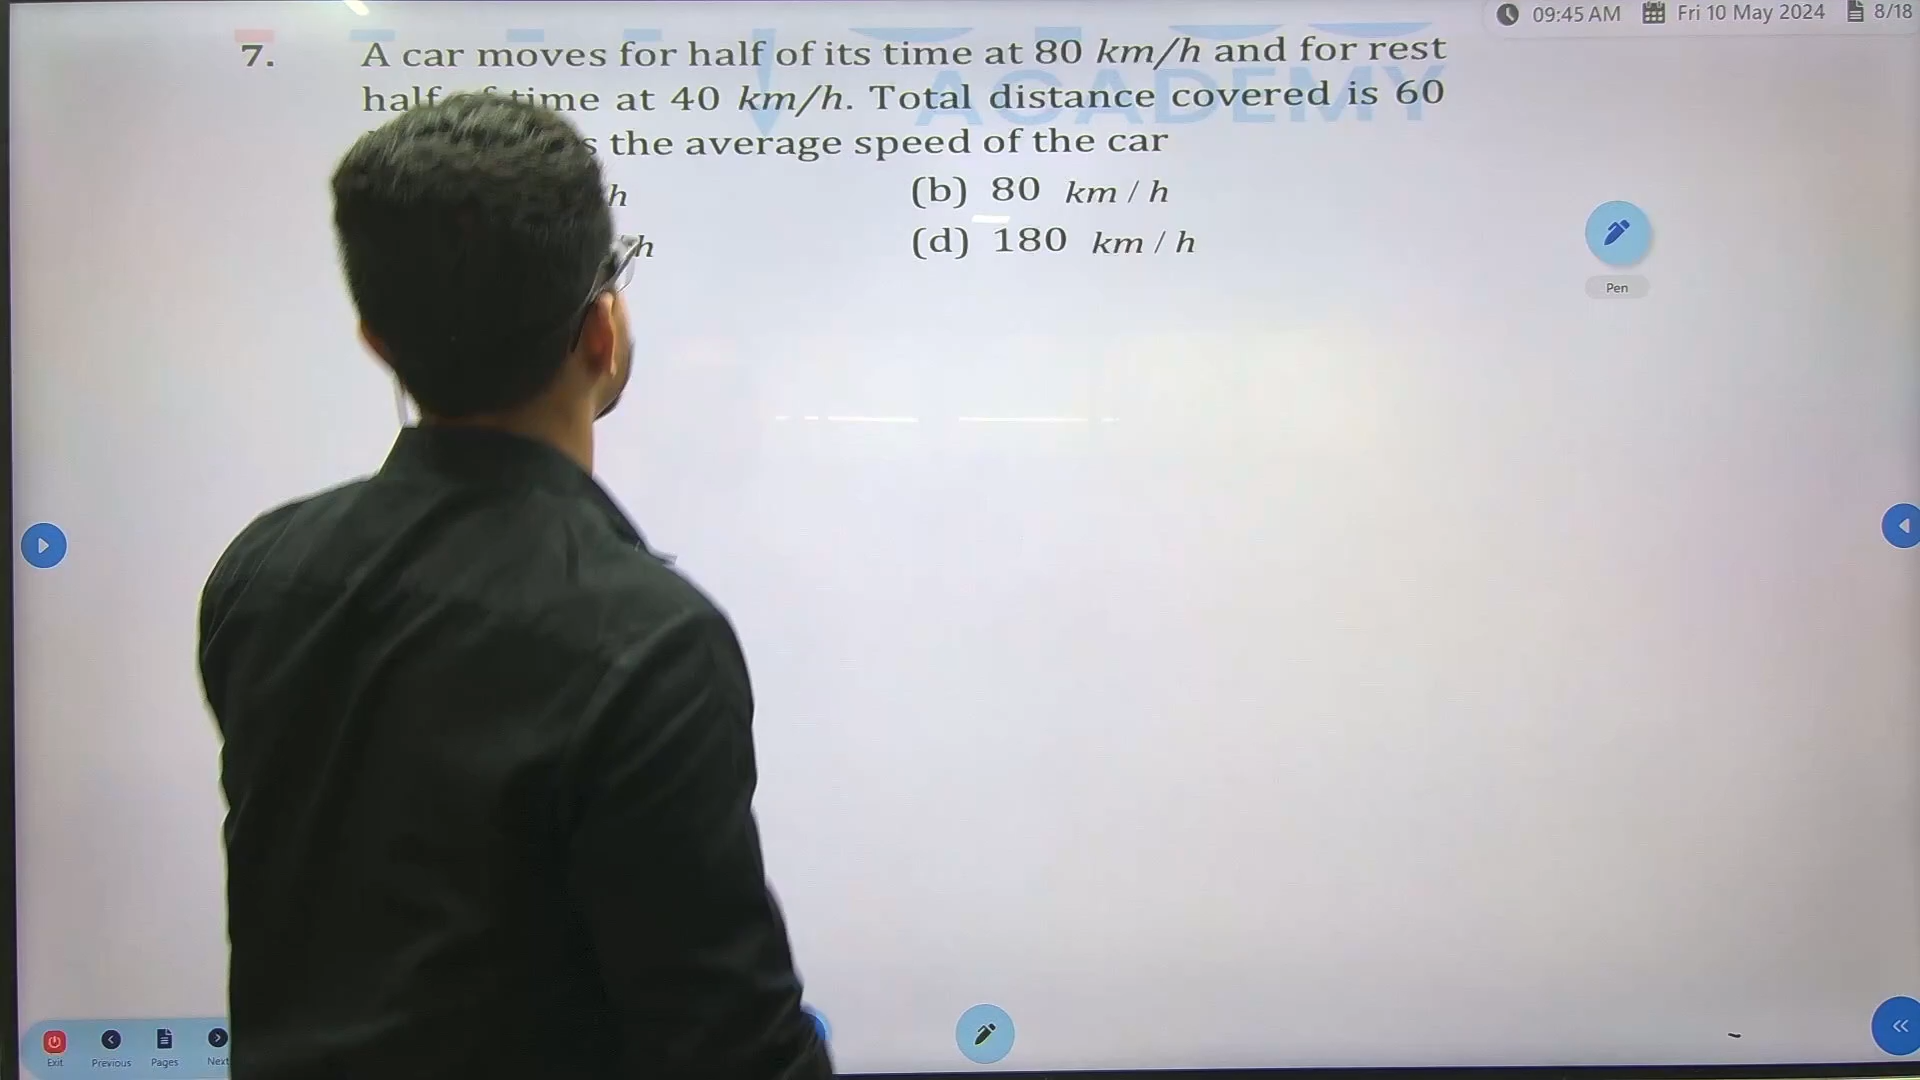 09:45 AM Fri 10 May 2024 8/18
7. A car moves for half of its time at 80 km/h and for rest
half time at 40 km/h. Total distance covered is 60
the average speed of the car
h (b) 80 km / h
h (d) 180 km / h
ACADEMY
Pen
Exit Previous Pages Next